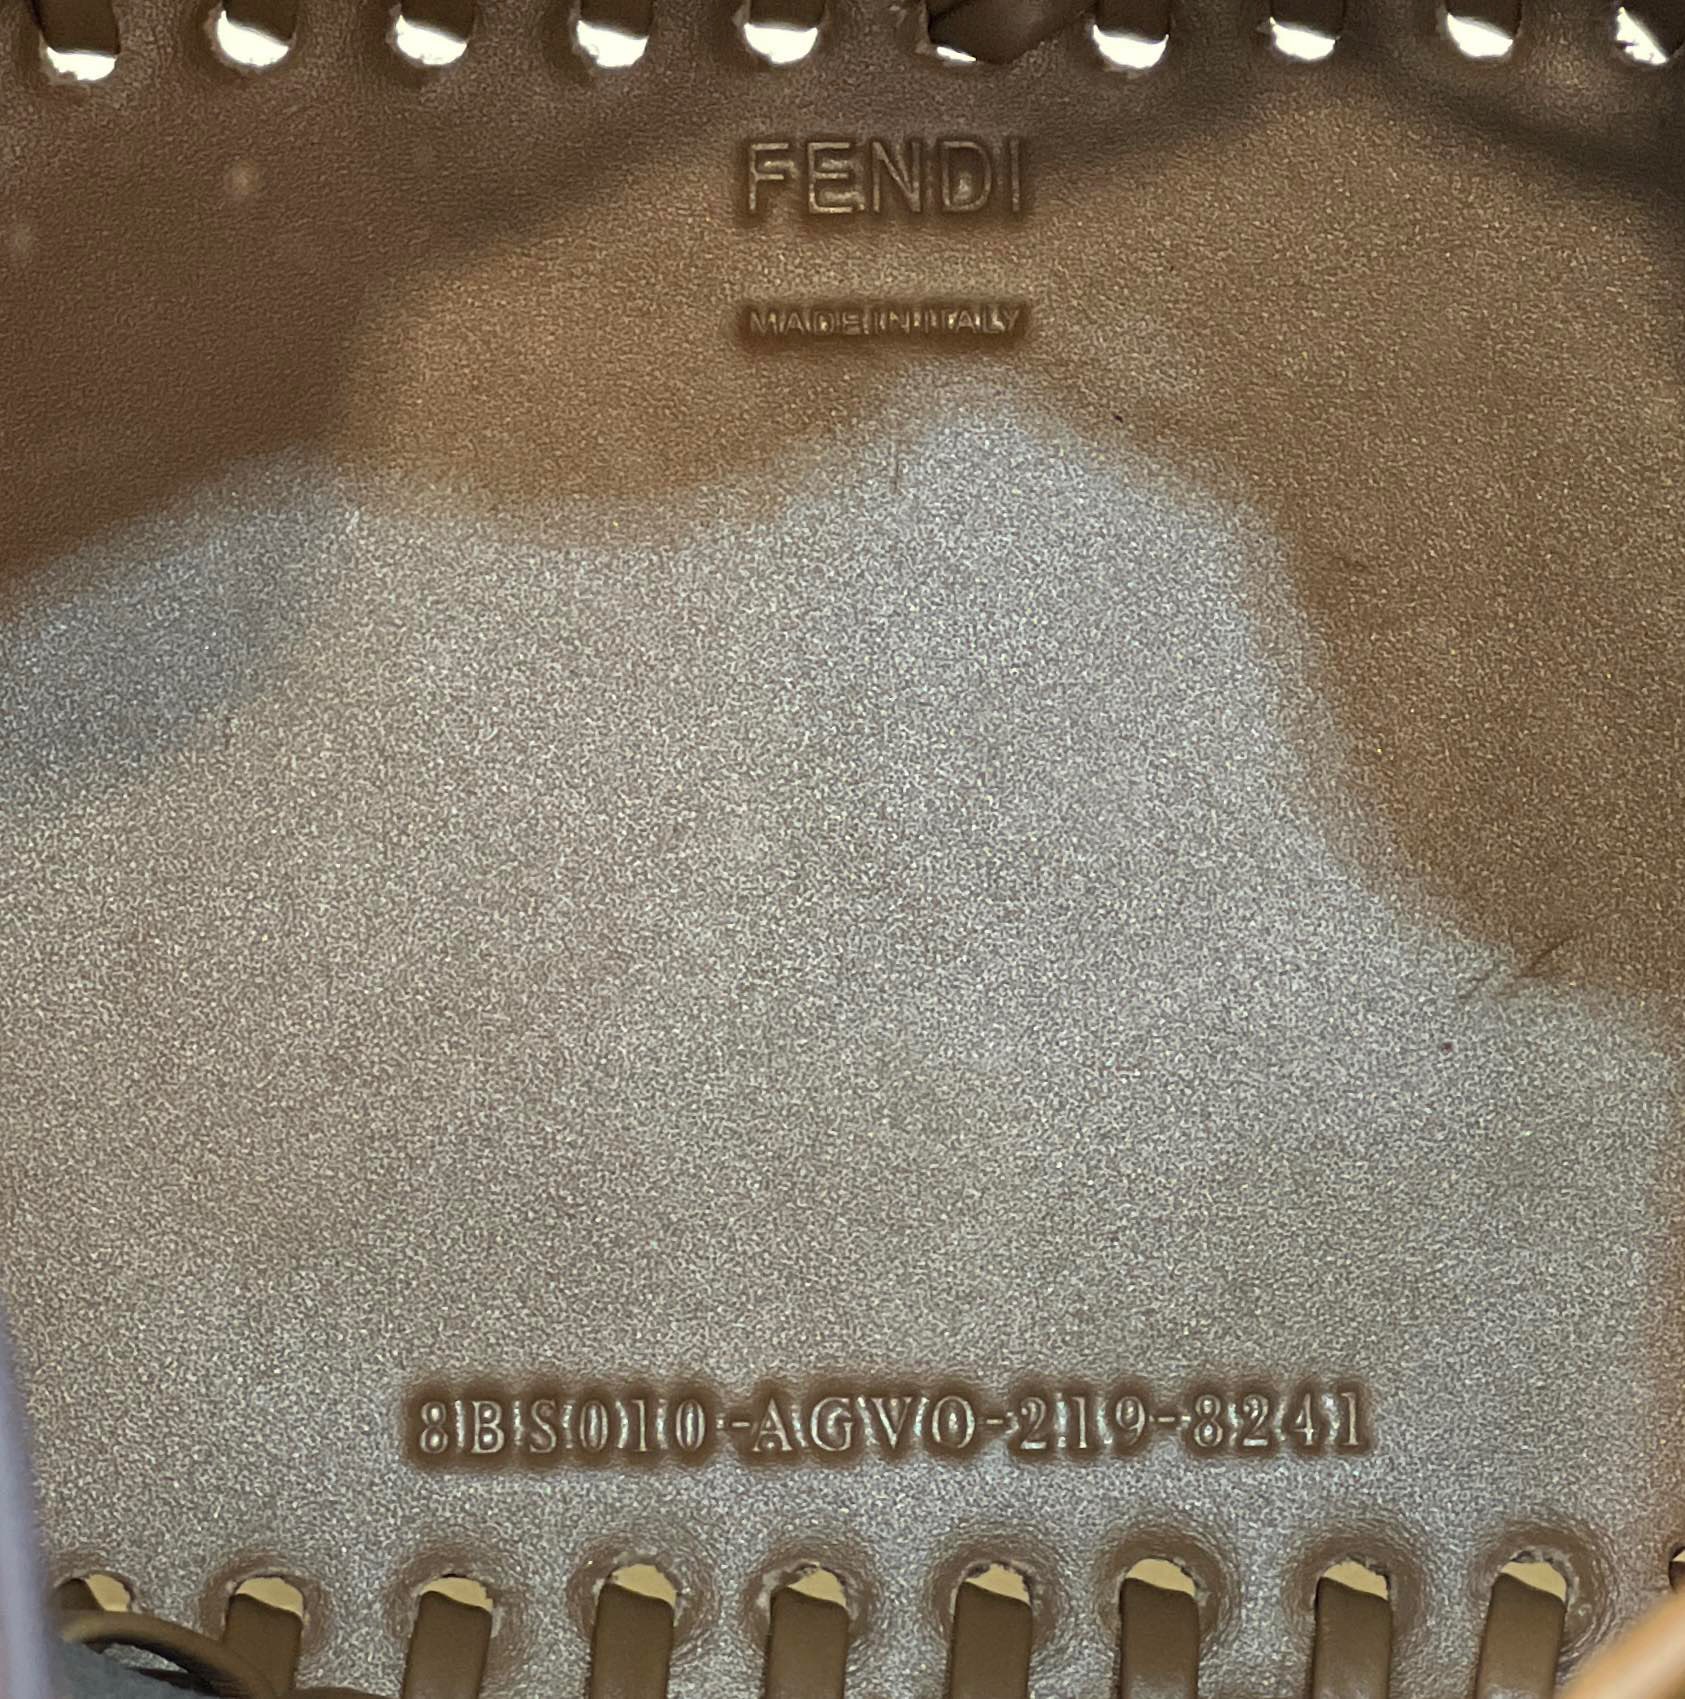 FENDI
MADE IN ITALY
8BS010-AGVO-219-8241